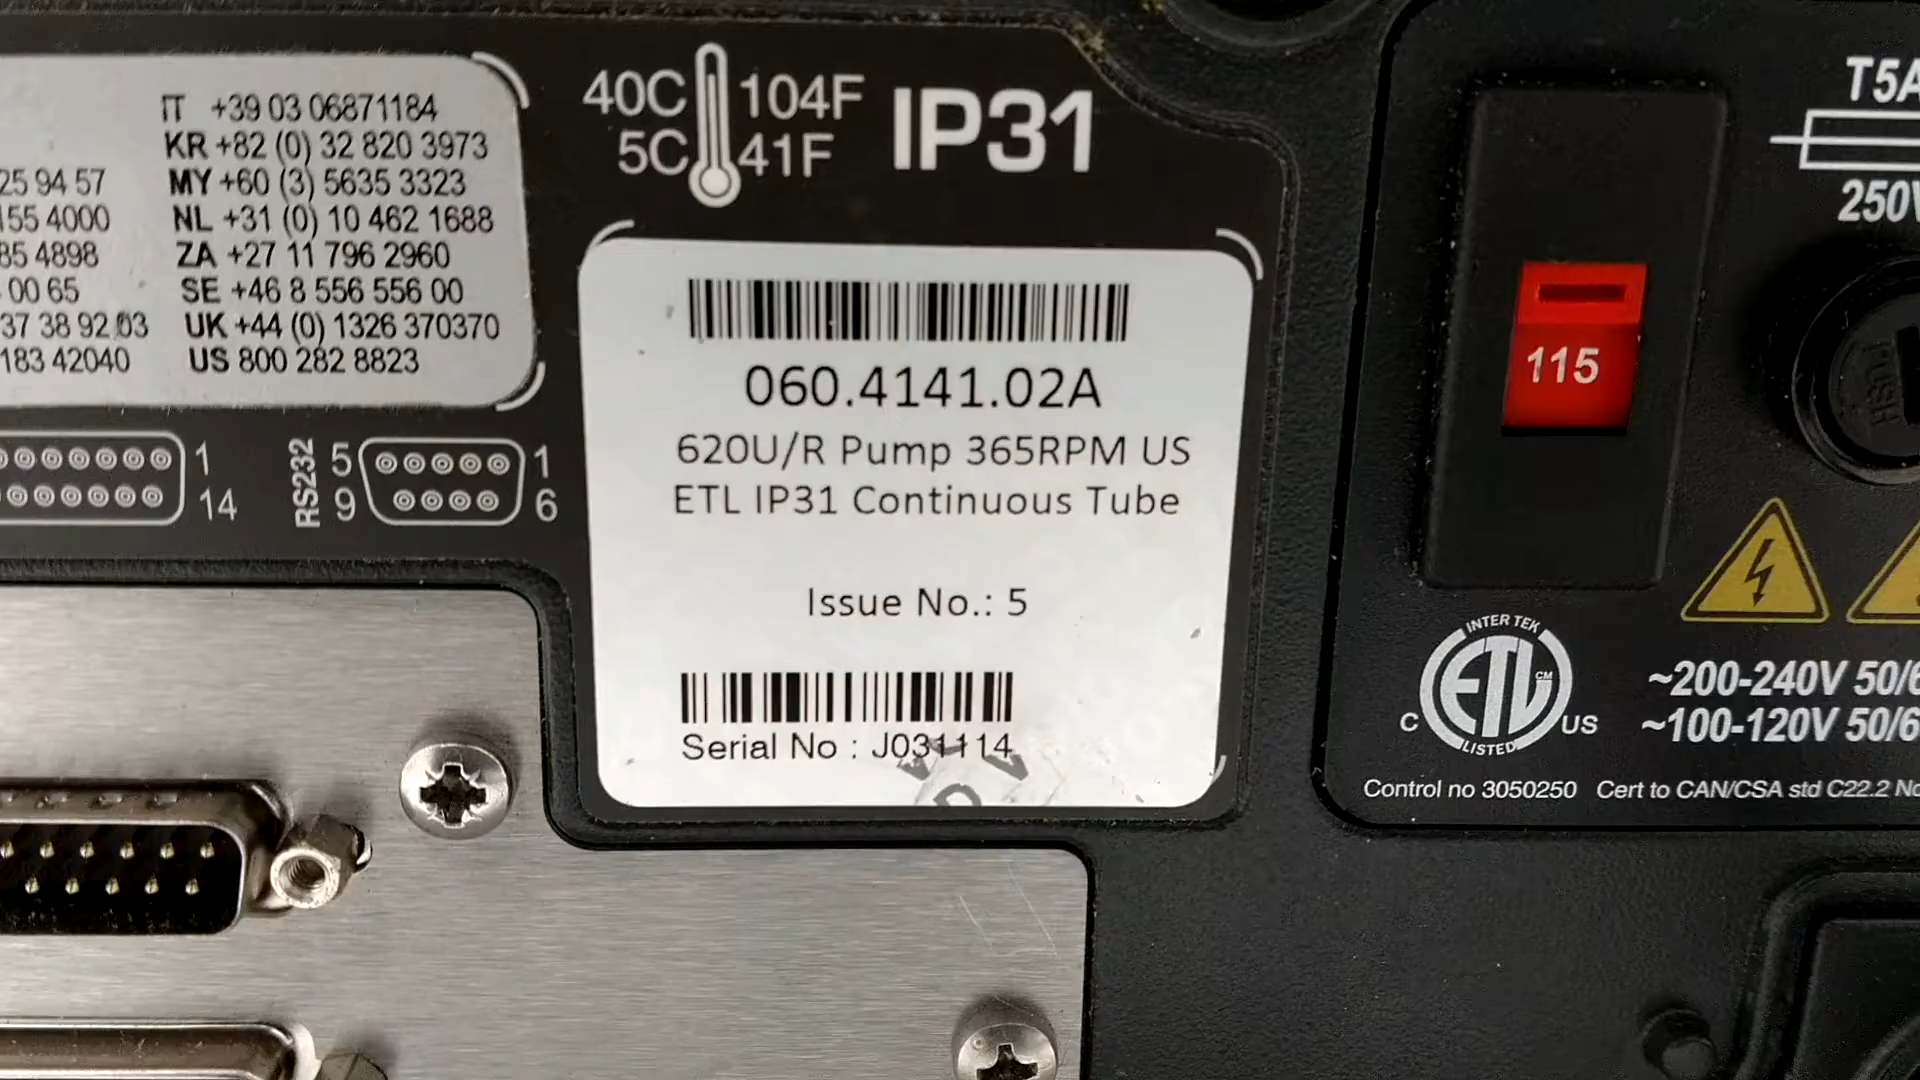 IT +39 03 06871184
KR +82 (0) 32 820 3973
25 94 57 MY +60 (3) 5635 3323
155 4000 NL +31 (0) 10 462 1688
85 4898 ZA +27 11 796 2960
00 65 SE +46 8 556 556 00
37 38 92 03 UK +44 (0) 1326 370370
183 42040 US 800 282 8823
40C 104F
5C 41F
IP31
1
14
RS232
5 1
9 6
060.4141.02A
620U/R Pump 365RPM US
ETL IP31 Continuous Tube
Issue No.: 5
Serial No : J031114
T5A
250V
115
PUSH
INTERTEK
ETL CM
C US
LISTED
~200-240V 50/6
~100-120V 50/6
Control no 3050250 Cert to CAN/CSA std C22.2 No